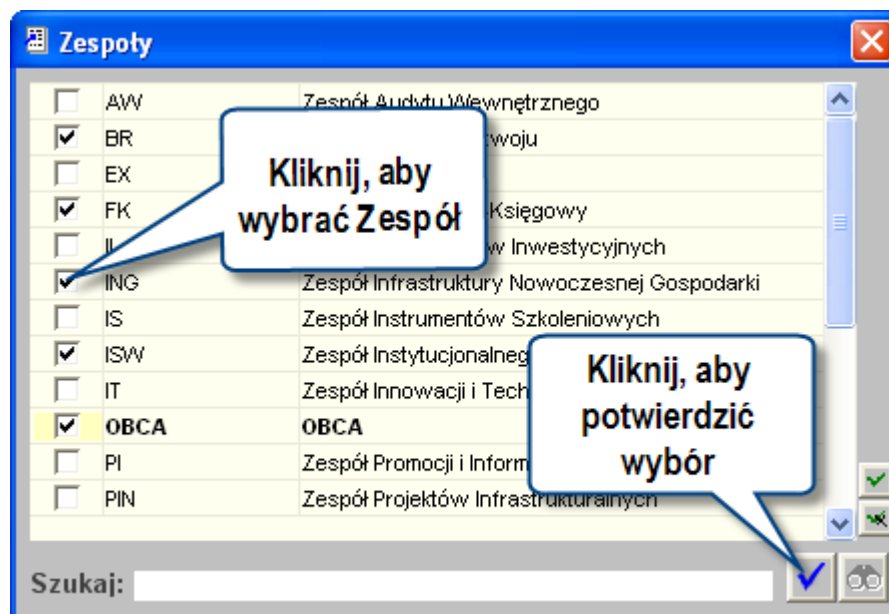 Zespoły
AW Zespół Audytu Wewnętrznego
BR zwoju
EX
FK Księgowy
w Inwestycyjnych
ING Zespół Infrastruktury Nowoczesnej Gospodarki
IS Zespół Instrumentów Szkoleniowych
ISW Zespół Instytucjonalneg
IT Zespół Innowacji i Tech
OBCA OBCA
PI Zespół Promocji i Inform
PIN Zespół Projektów Infrastrukturalnych
Kliknij, aby
wybrać Zespół
Kliknij, aby
potwierdzić
wybór
Szukaj: